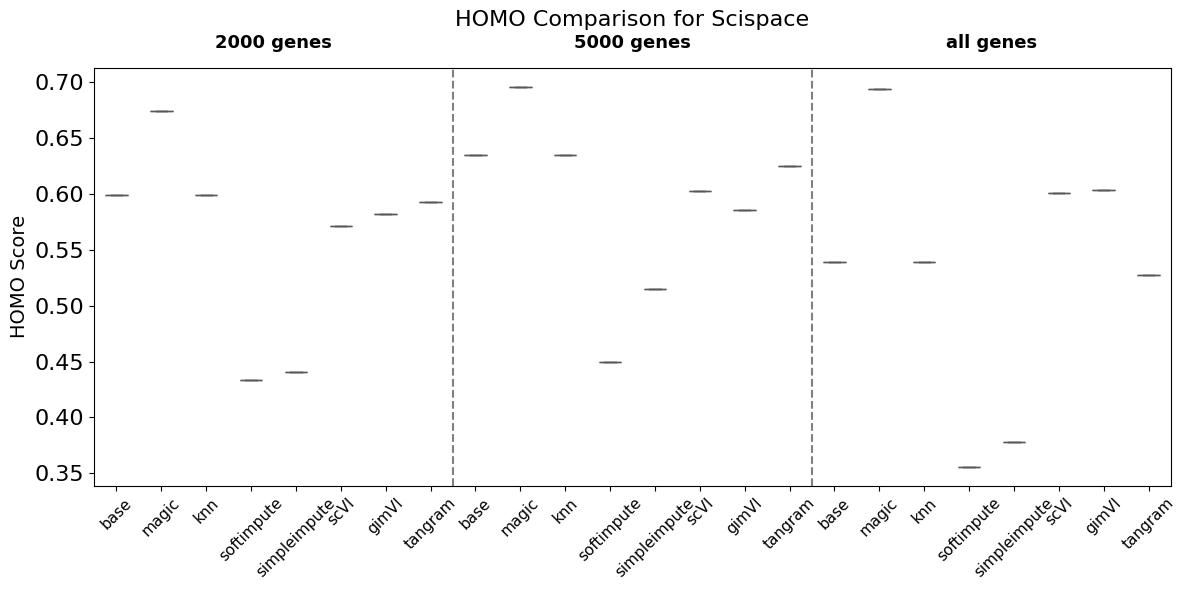 HOMO Comparison for Scispace
2000 genes 5000 genes all genes
HOMO Score
0.70
0.65
0.60
0.55
0.50
0.45
0.40
0.35
base magic knn softimpute simpleimpute scVI gimVI tangram base magic knn softimpute simpleimpute scVI gimVI tangram base magic knn softimpute simpleimpute scVI gimVI tangram